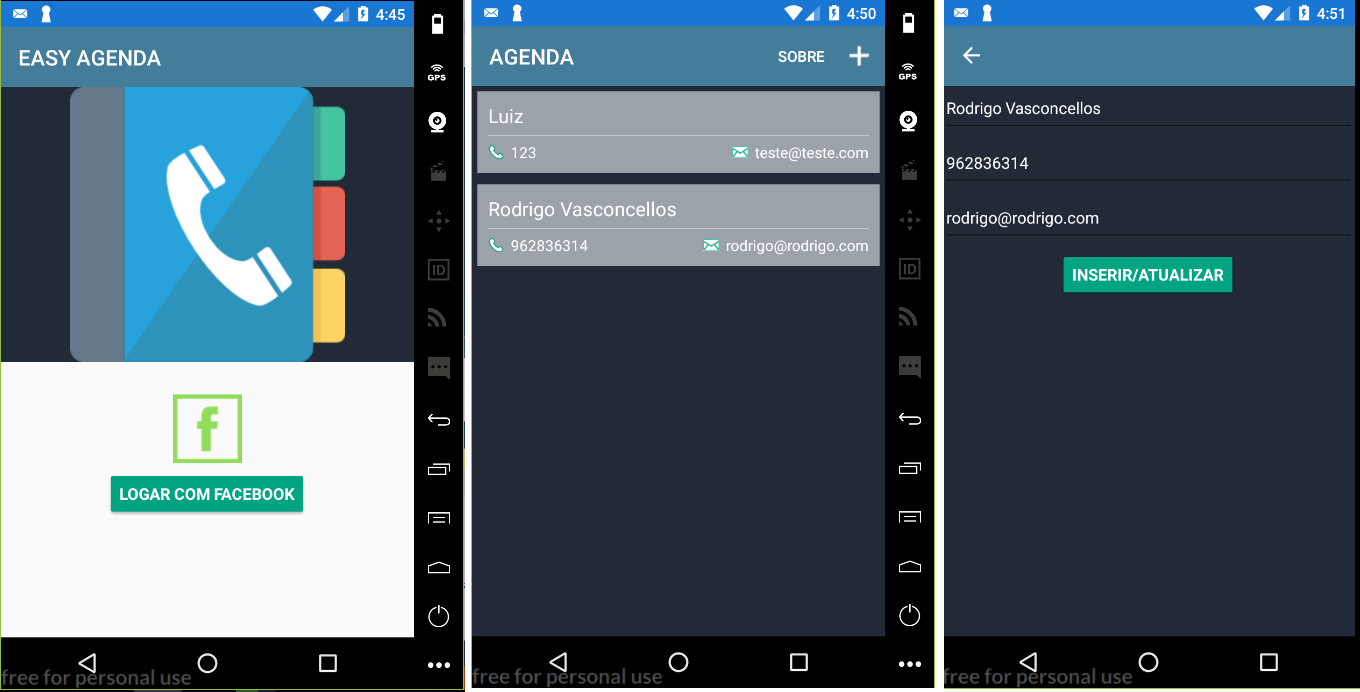 4:45
GPS
EASY AGENDA
ID
f
LOGAR COM FACEBOOK
free for personal use
4:50
GPS
AGENDA SOBRE
Luiz
123 teste@teste.com
Rodrigo Vasconcellos
962836314 rodrigo@rodrigo.com
ID
free for personal use
4:51
Rodrigo Vasconcellos
962836314
rodrigo@rodrigo.com
INSERIR/ATUALIZAR
free for personal use